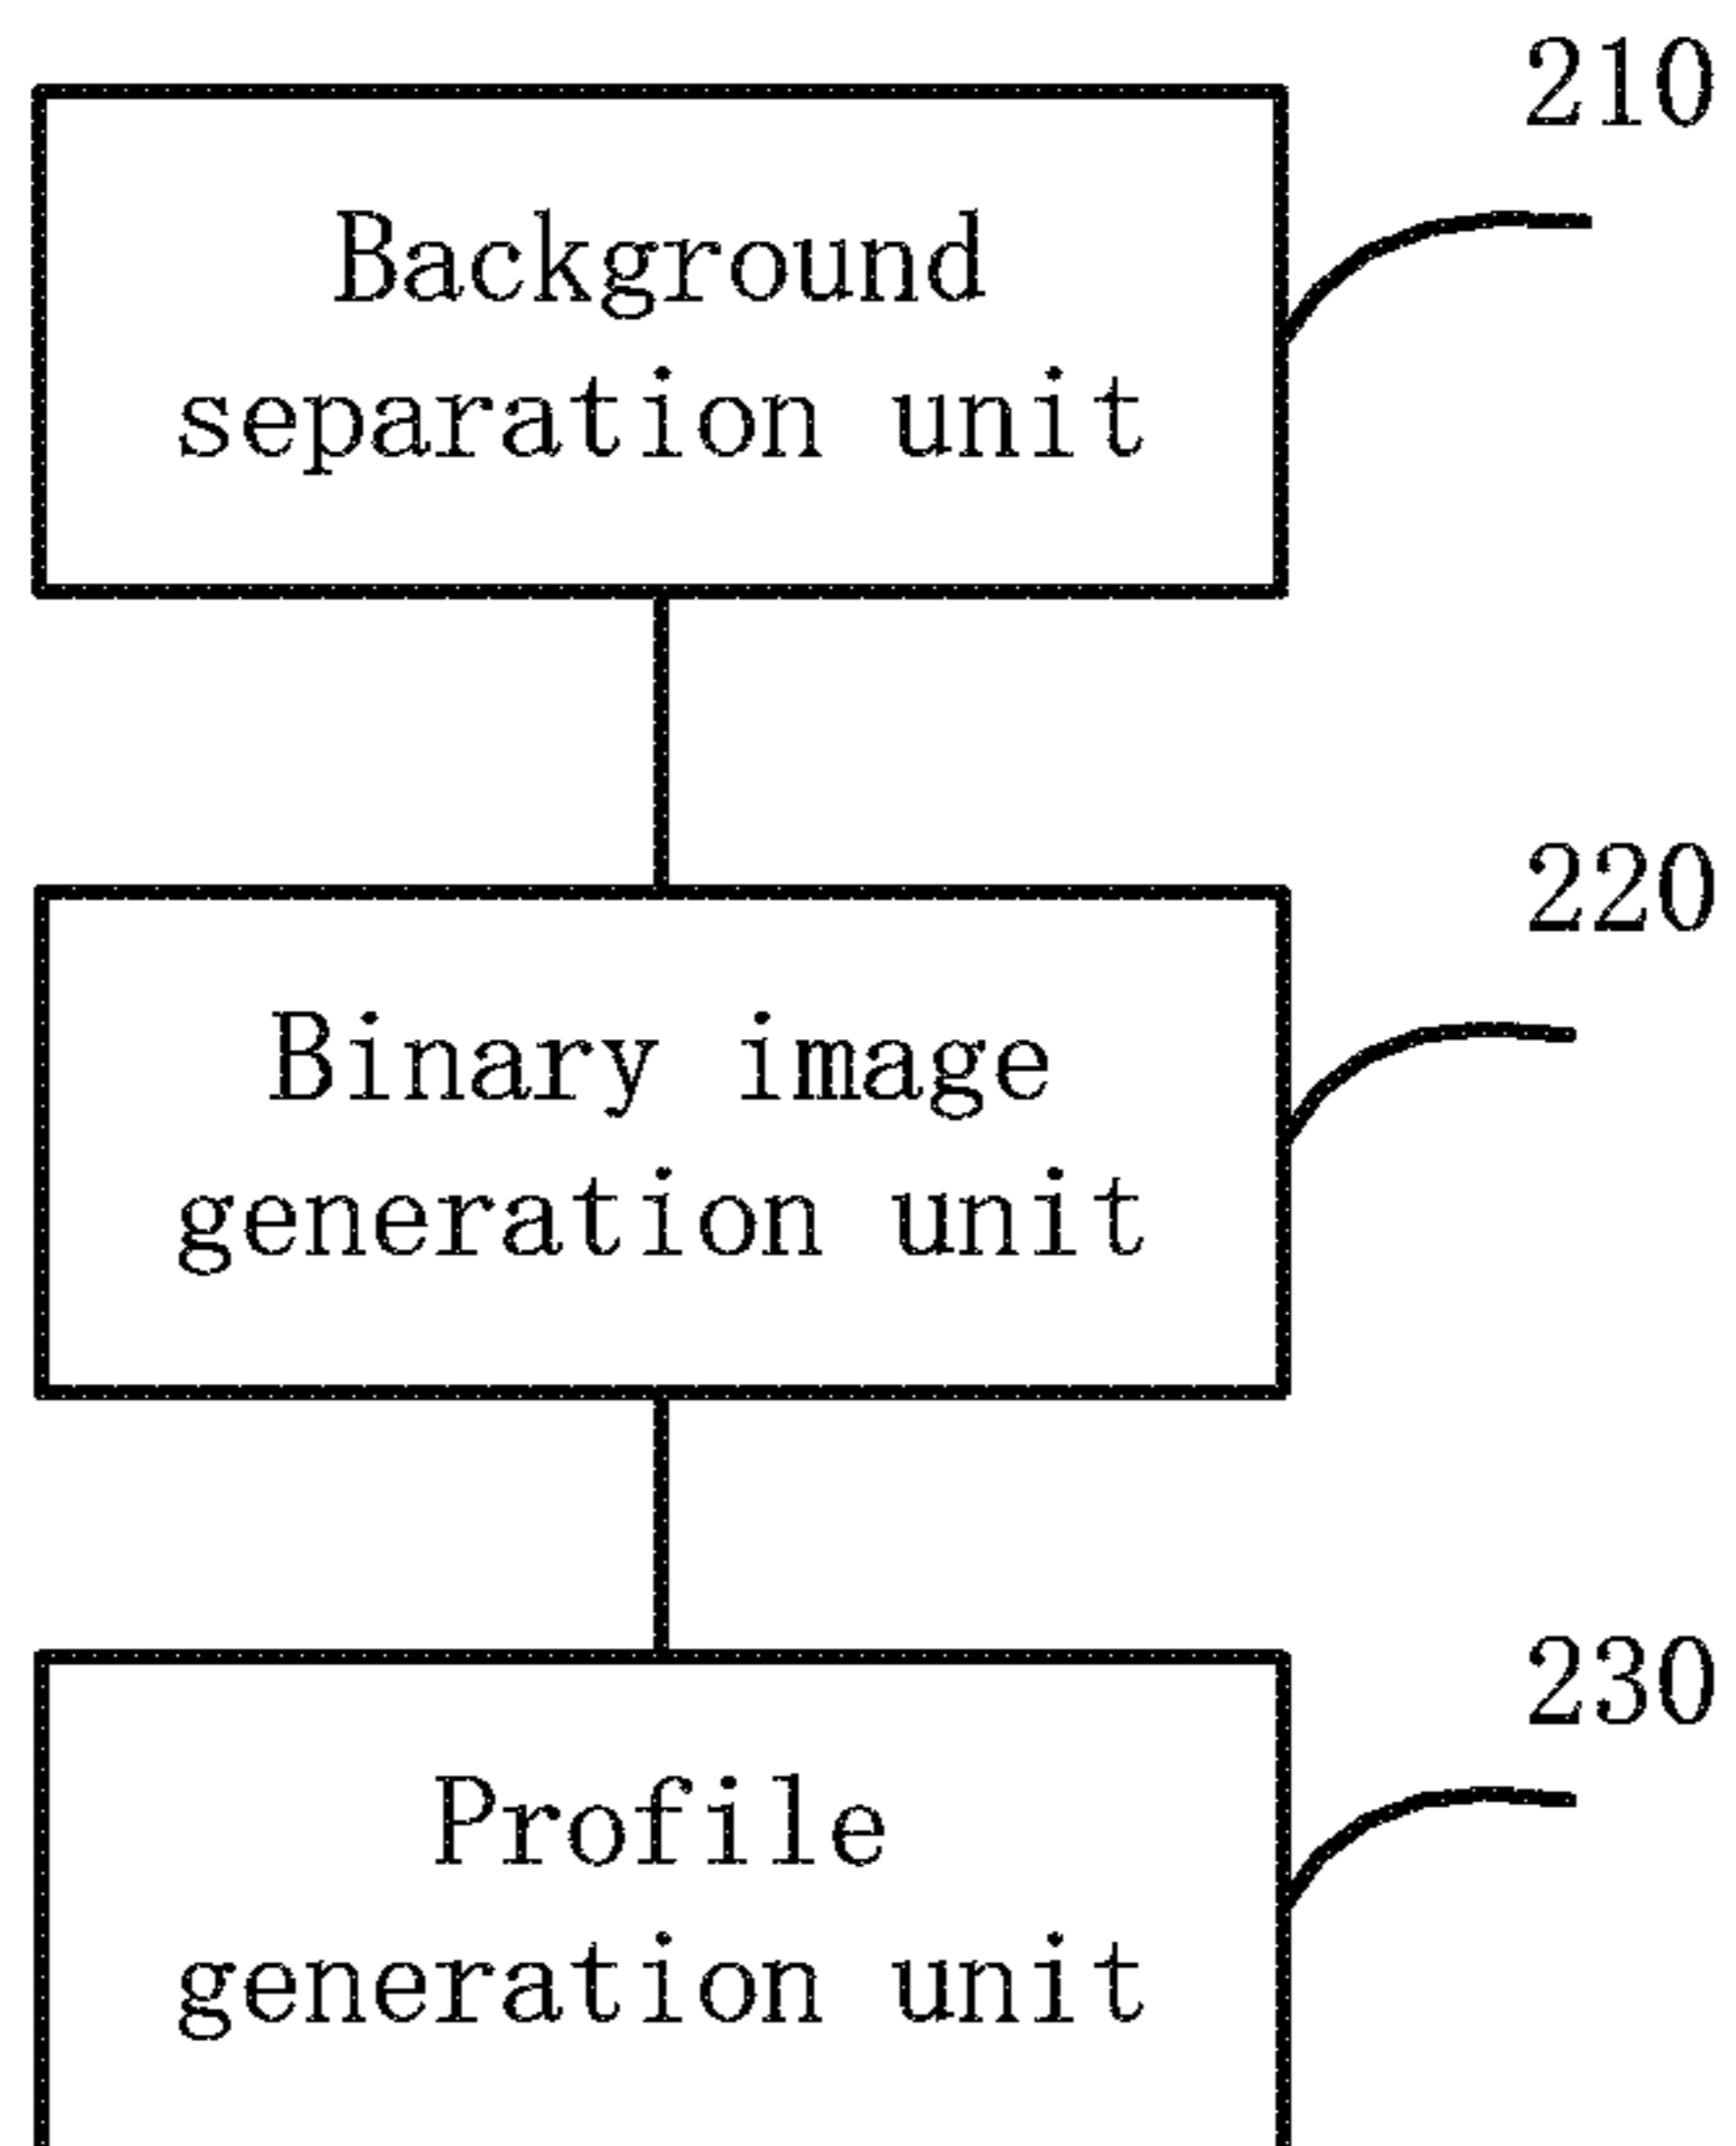 210
Background
separation unit
220
Binary image
generation unit
230
Profile
generation unit